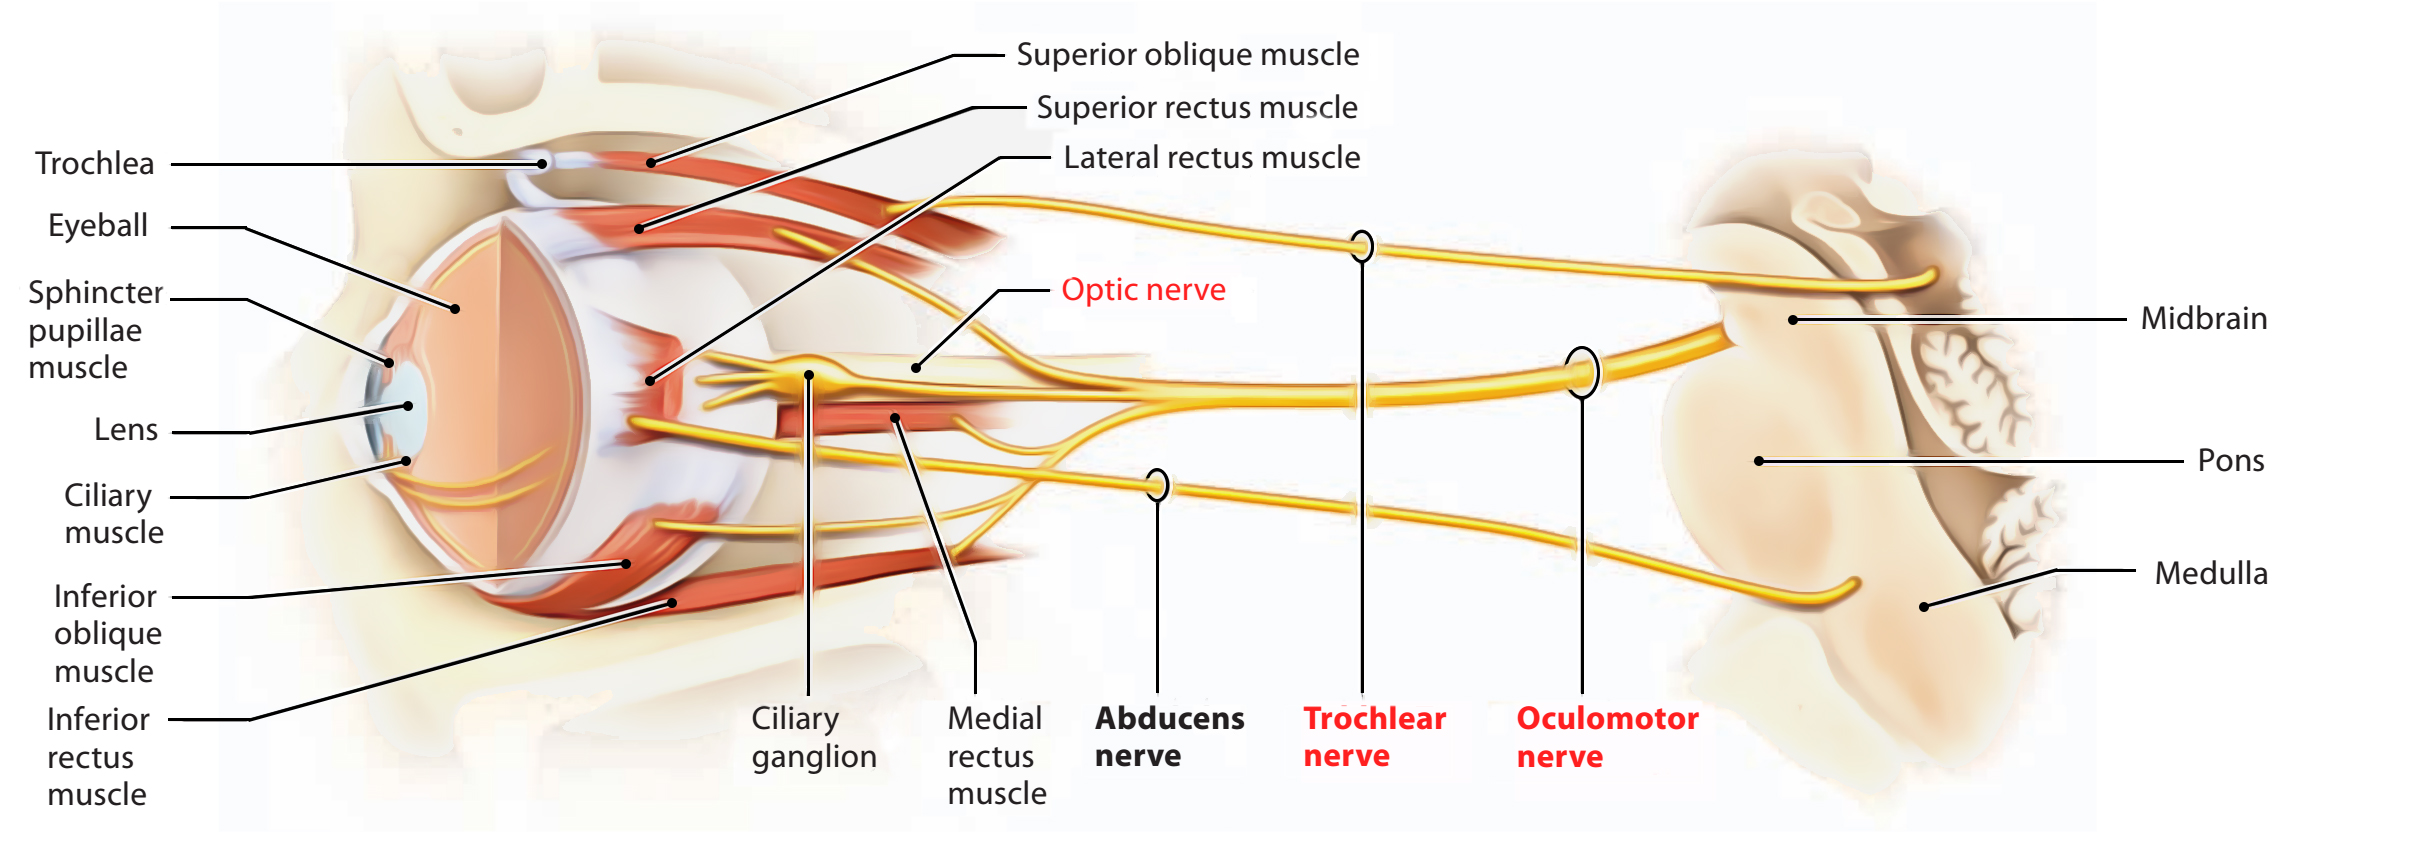 Superior oblique muscle
Superior rectus muscle
Lateral rectus muscle
Trochlea
Eyeball
Sphincter
pupillae
muscle
Lens
Ciliary
muscle
Inferior
oblique
muscle
Inferior
rectus
muscle
Optic nerve
Midbrain
Pons
Medulla
Ciliary
ganglion
Medial
rectus
muscle
Abducens
nerve
Trochlear
nerve
Oculomotor
nerve